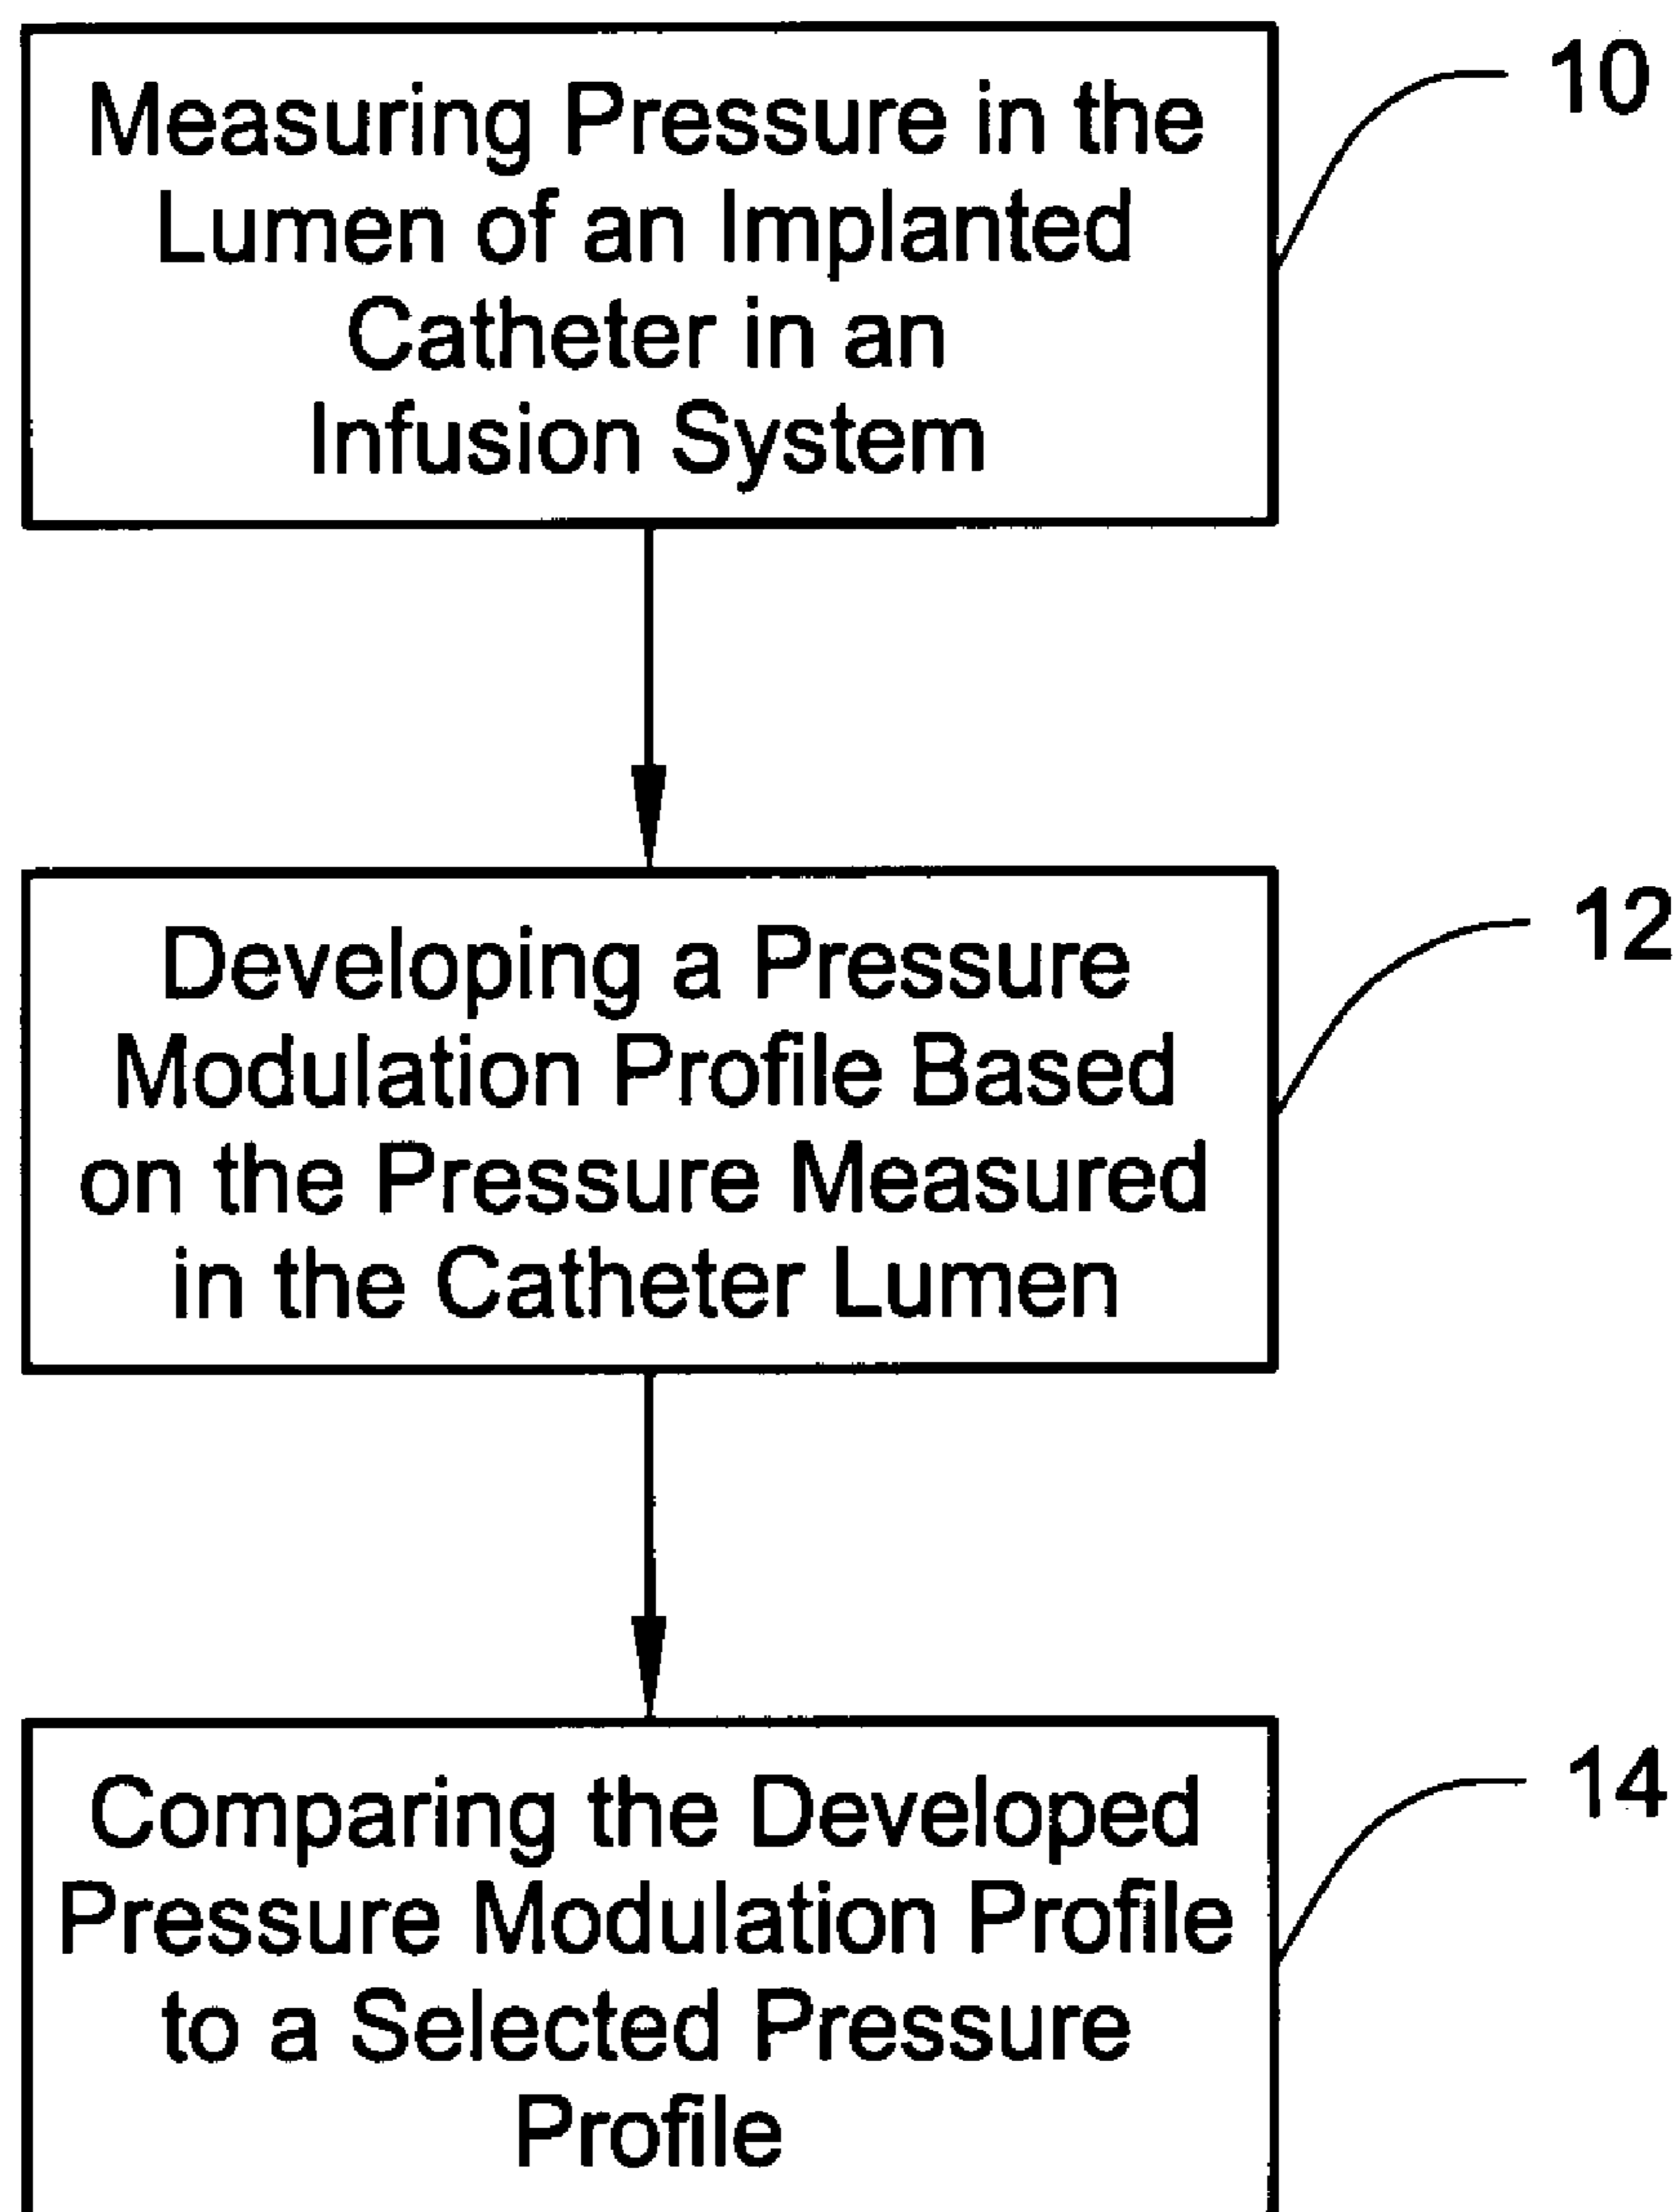 Measuring Pressure in the
Lumen of an Implanted
Catheter in an
Infusion System
10
Developing a Pressure
Modulation Profile Based
on the Pressure Measured
in the Catheter Lumen
12
Comparing the Developed
Pressure Modulation Profile
to a Selected Pressure
Profile
14